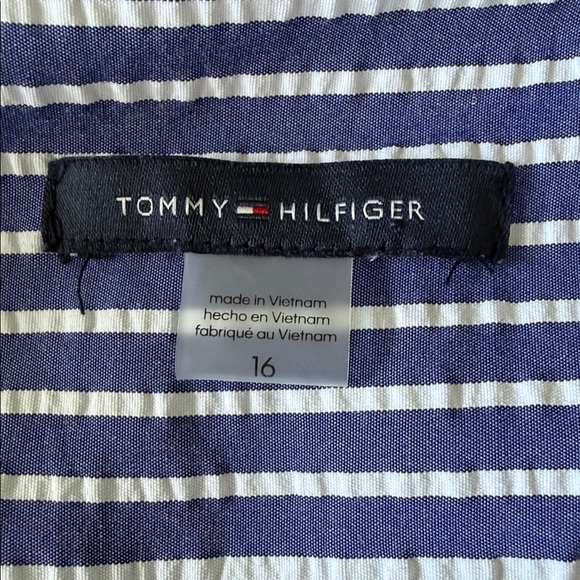 TOMMY HILFIGER
made in Vietnam
hecho en Vietnam
fabriqué au Vietnam
16